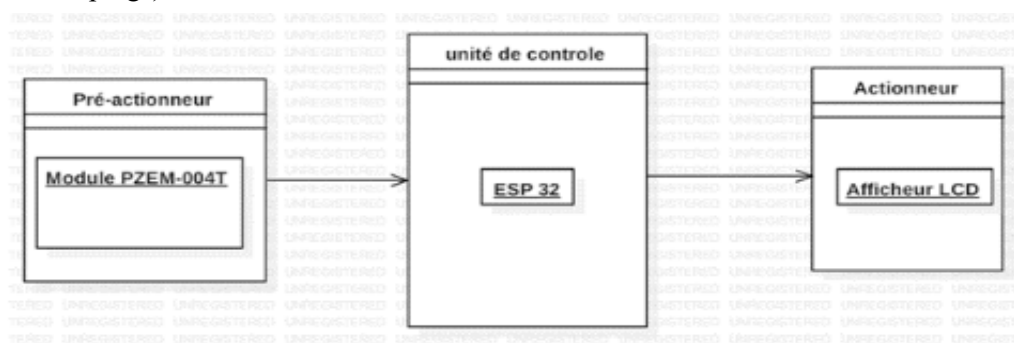 unité de controle
Pré-actionneur
Actionneur
Module PZEM-004T
ESP 32
Afficheur LCD